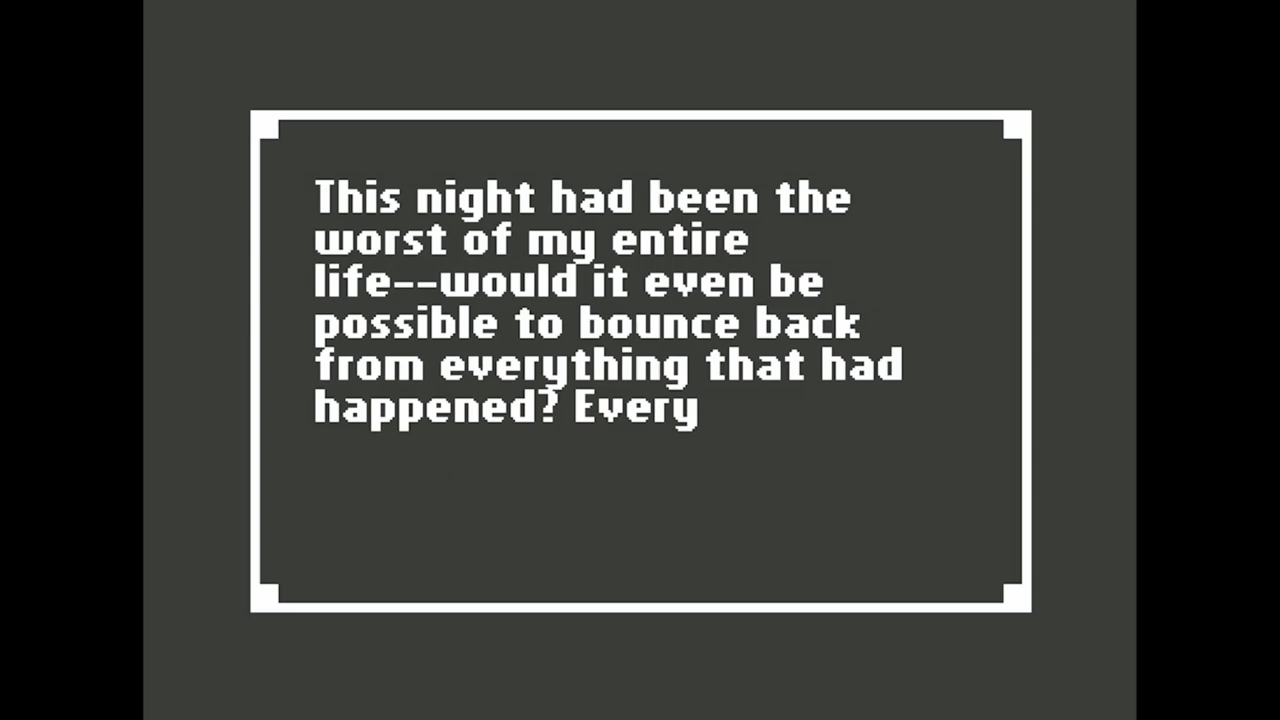 This night had been the
worst of my entire
life--would it even be
possible to bounce back
from everything that had
happened? Every